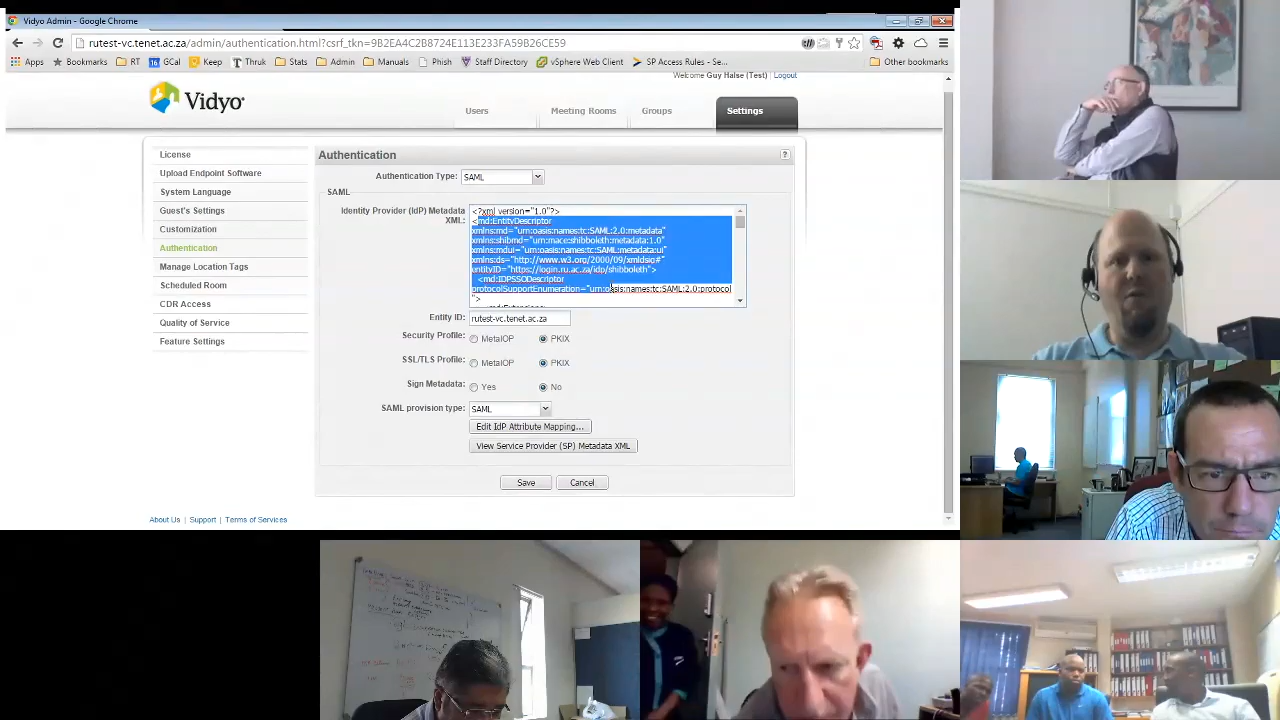 Vidyo Admin - Google Chrome
rutest-vc.tenet.ac.za/admin/authentication.html?csrf_tkn=9B2EA4C2B8724E113E233FA59B26CE59
Apps Bookmarks RT GCal Keep Thruk Stats Admin Manuals Phish Staff Directory vSphere Web Client SP Access Rules ... Other bookmarks
Welcome Guy Halse (Test) | Logout
Vidyo
Users Meeting Rooms Groups Settings
License
Upload Endpoint Software
System Language
Guest's Settings
Customization
Authentication
Manage Location Tags
Scheduled Room
CDR Access
Quality of Service
Feature Settings
Authentication ?
Authentication Type: SAML
SAML
Identity Provider (IdP) Metadata
XML:
<?xml version="1.0"?>
<md:EntityDescriptor
xmlns:md="urn:oasis:names:tc:SAML:2.0:metadata"
xmlns:shibmd="urn:mace:shibboleth:metadata:1.0"
xmlns:mdui="urn:oasis:names:tc:SAML:metadata:ui"
xmlns:ds="http://www.w3.org/2000/09/xmldsig#"
entityID="https://login.ru.ac.za/idp/shibboleth">
<md:IDPSSODescriptor
protocolSupportEnumeration="urn:oasis:names:tc:SAML:2.0:protocol
">
<md:Extensions>
Entity ID: rutest-vc.tenet.ac.za
Security Profile: MetaIOP PKIX
SSL/TLS Profile: MetaIOP PKIX
Sign Metadata: Yes No
SAML provision type: SAML
Edit IdP Attribute Mapping...
View Service Provider (SP) Metadata XML
Save Cancel
About Us | Support | Terms of Services